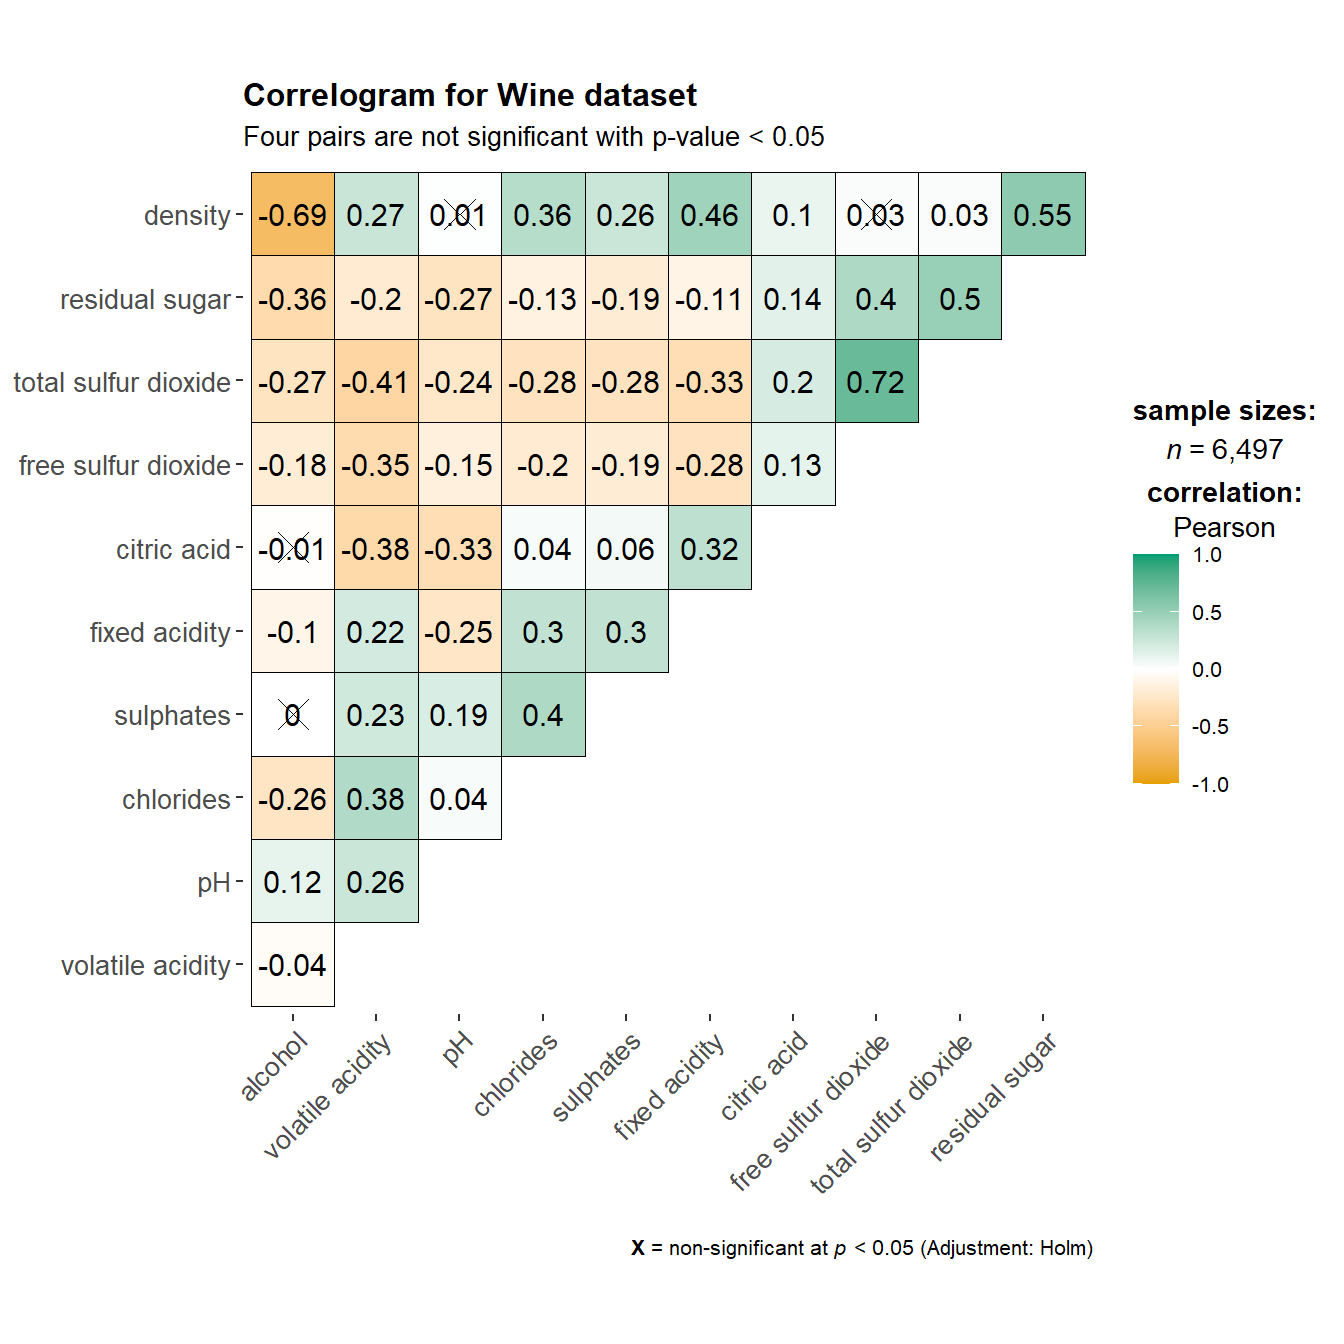 Correlogram for Wine dataset
Four pairs are not significant with p-value < 0.05
density -0.69 0.27 0.01 0.36 0.26 0.46 0.1 0.03 0.03 0.55
residual sugar -0.36 -0.2 -0.27 -0.13 -0.19 -0.11 0.14 0.4 0.5
total sulfur dioxide -0.27 -0.41 -0.24 -0.28 -0.28 -0.33 0.2 0.72
free sulfur dioxide -0.18 -0.35 -0.15 -0.2 -0.19 -0.28 0.13
citric acid -0.01 -0.38 -0.33 0.04 0.06 0.32
fixed acidity -0.1 0.22 -0.25 0.3 0.3
sulphates 0 0.23 0.19 0.4
chlorides -0.26 0.38 0.04
pH 0.12 0.26
volatile acidity -0.04
alcohol
volatile acidity
pH
chlorides
sulphates
fixed acidity
citric acid
free sulfur dioxide
total sulfur dioxide
residual sugar
sample sizes:
n = 6,497
correlation:
Pearson
1.0
0.5
0.0
-0.5
-1.0
X = non-significant at p < 0.05 (Adjustment: Holm)